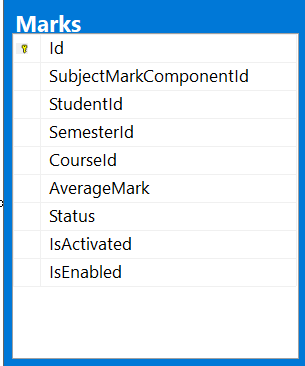 Marks
Id
SubjectMarkComponentId
StudentId
SemesterId
CourseId
AverageMark
Status
IsActivated
IsEnabled